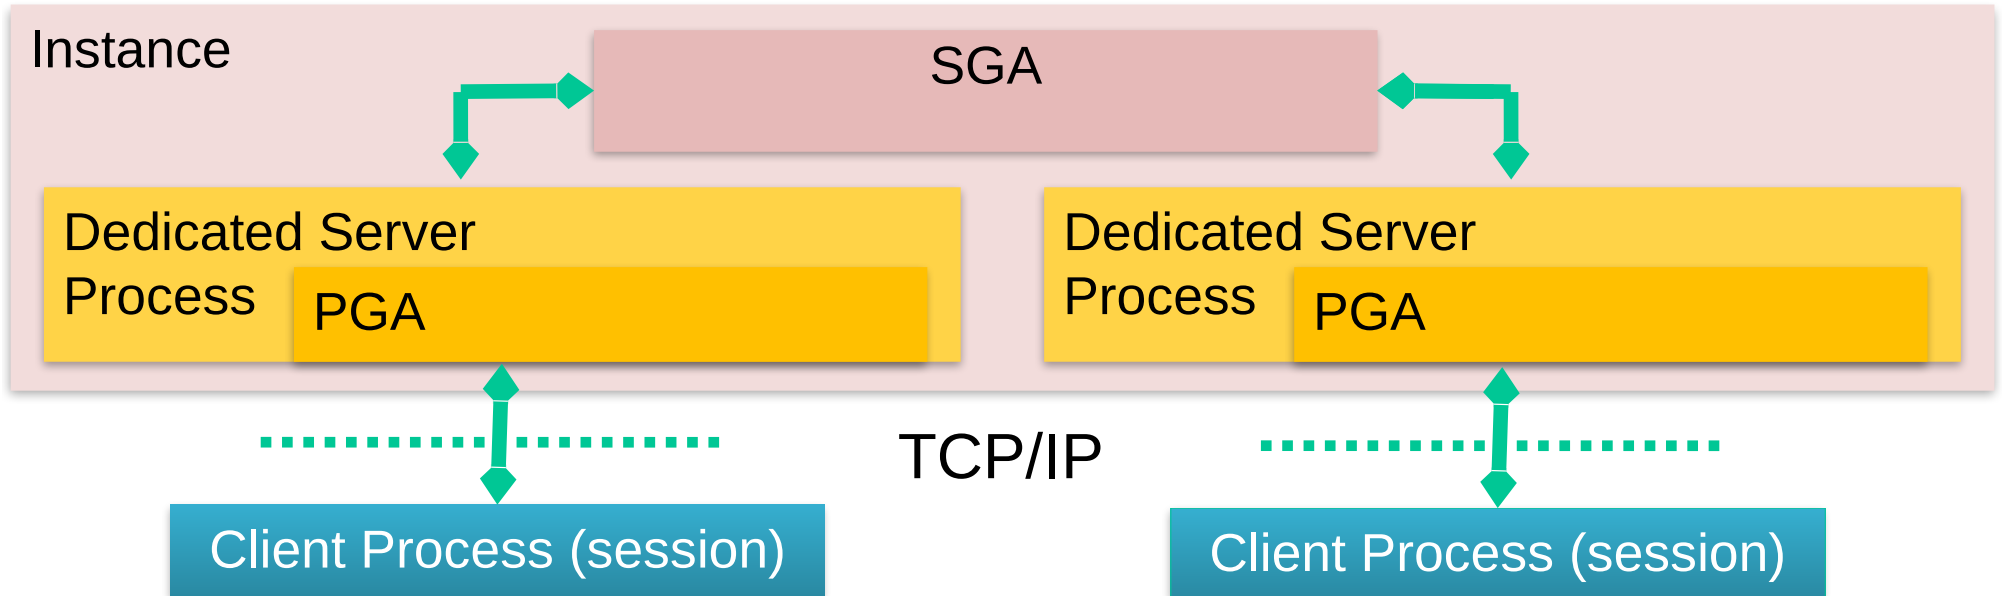 Instance
SGA
Dedicated Server
Process
PGA
Dedicated Server
Process
PGA
TCP/IP
Client Process (session)
Client Process (session)